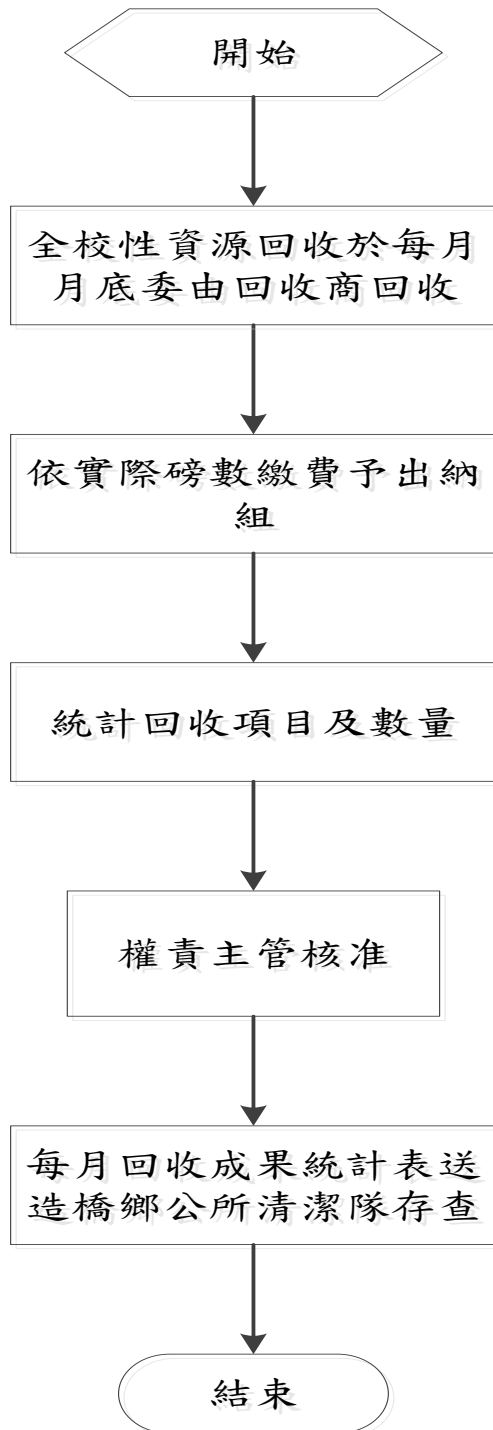 開始
全校性資源回收於每月
月底委由回收商回收
依實際磅數繳費予出納
組
統計回收項目及數量
權責主管核准
每月回收成果統計表送
造橋鄉公所清潔隊存查
結束